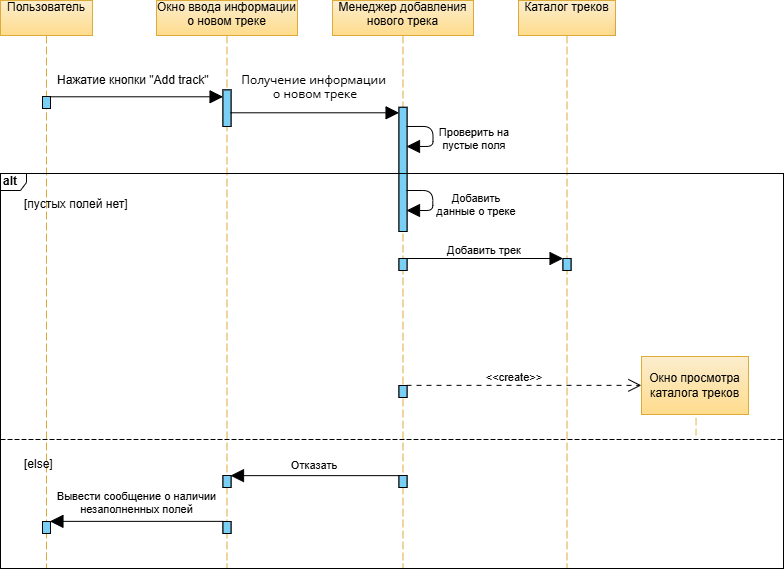 Пользователь
Окно ввода информации
о новом треке
Менеджер добавления
нового трека
Каталог треков
Нажатие кнопки "Add track"
Получение информации
о новом треке
Проверить на
пустые поля
alt
[пустых полей нет]
Добавить
данные о треке
Добавить трек
<<create>>
Окно просмотра
каталога треков
[else]
Отказать
Вывести сообщение о наличии
незаполненных полей